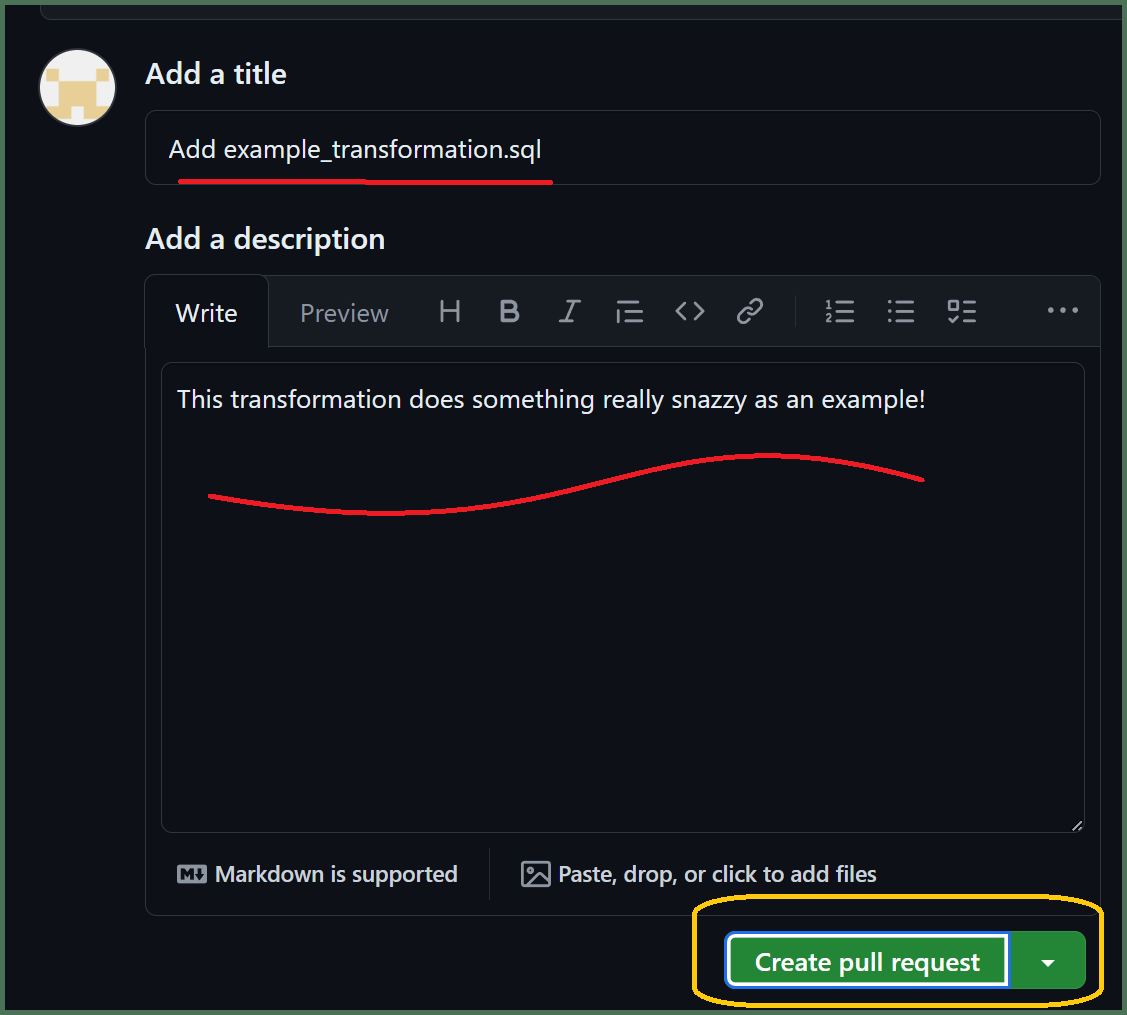 Add a title
Add example_transformation.sql
Add a description
Write Preview
This transformation does something really snazzy as an example!
Markdown is supported Paste, drop, or click to add files
Create pull request